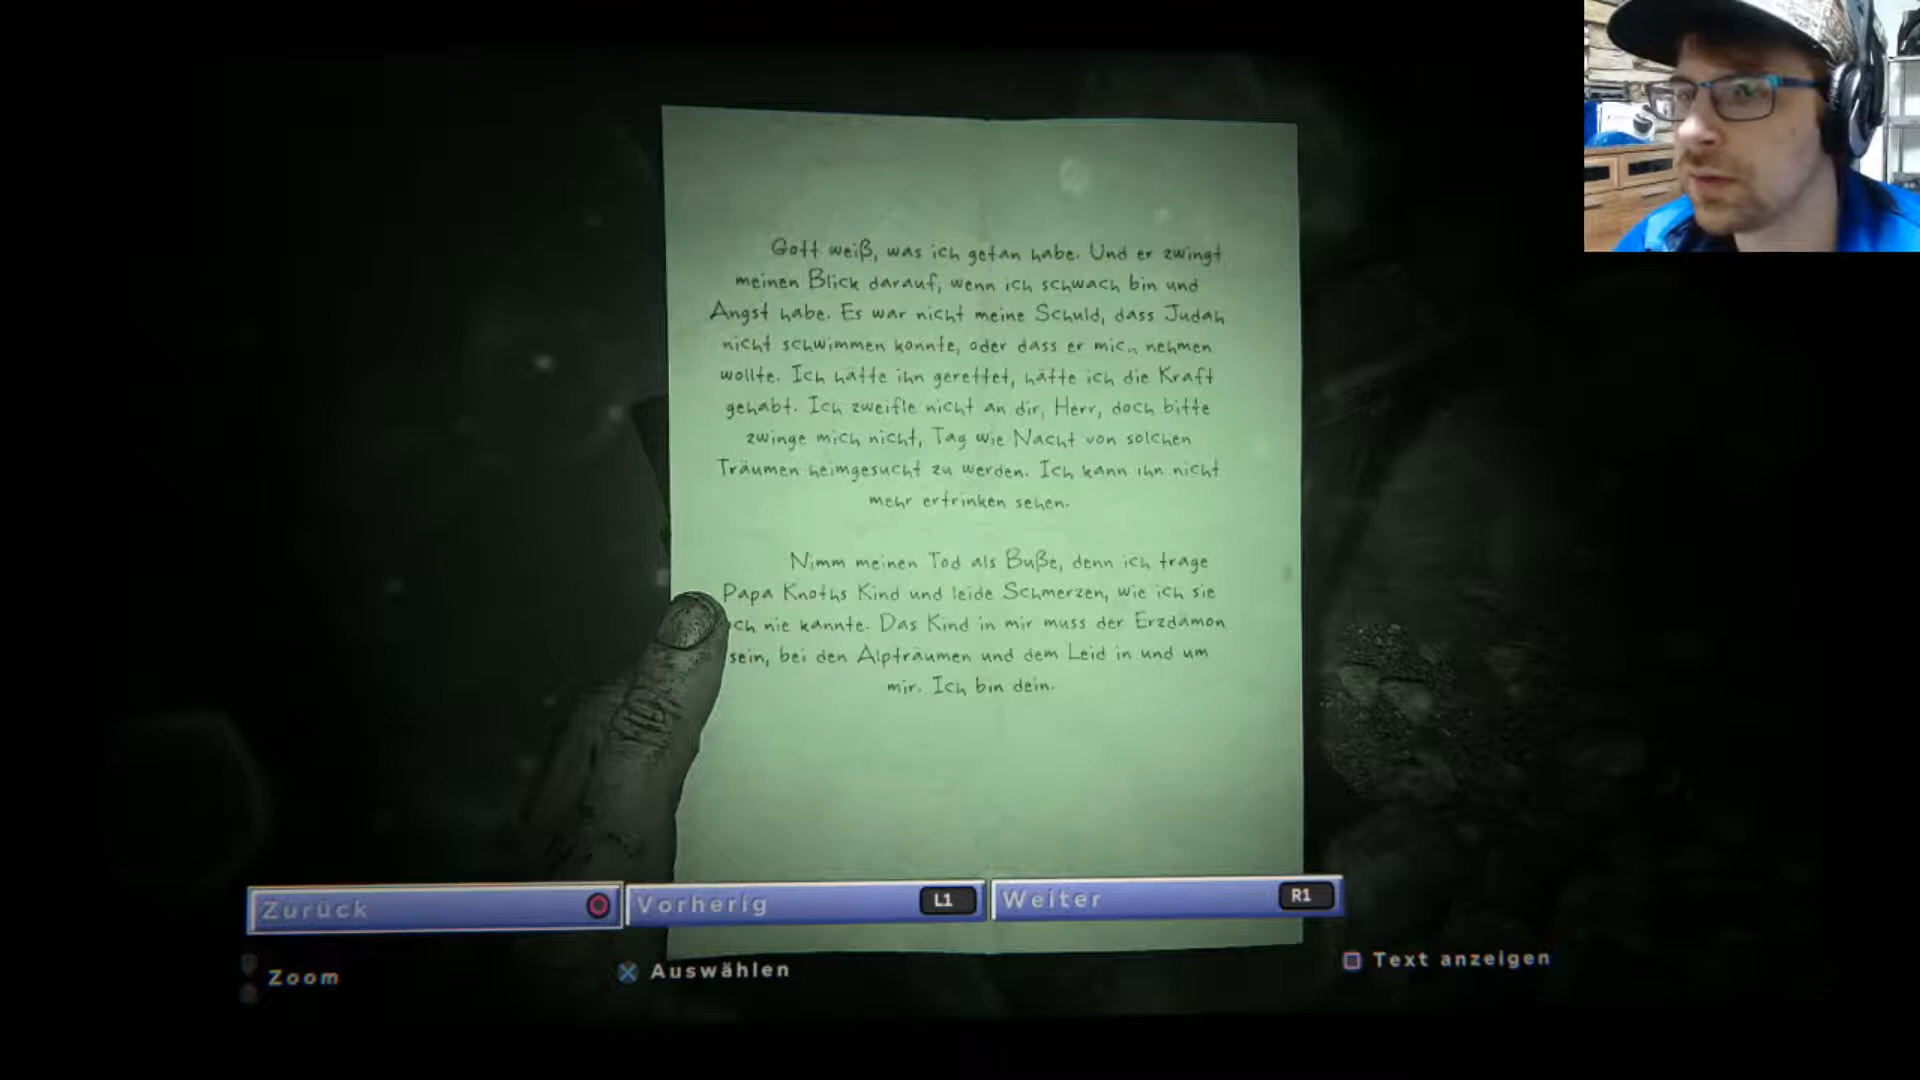 Gott weiß, was ich getan habe. Und er zwingt
meinen Blick darauf, wenn ich schwach bin und
Angst habe. Es war nicht meine Schuld, dass Judah
nicht schwimmen konnte, oder dass er mich nehmen
wollte. Ich hätte ihn gerettet, hätte ich die Kraft
gehabt. Ich zweifle nicht an dir, Herr, doch bitte
zwinge mich nicht, Tag wie Nacht von solchen
Träumen heimgesucht zu werden. Ich kann ihn nicht
mehr ertrinken sehen.
Nimm meinen Tod als Buße, denn ich trage
Papa Knoths Kind und leide Schmerzen, wie ich sie
och nie kannte. Das Kind in mir muss der Erzdämon
sein, bei den Alpträumen und dem Leid in und um
mir. Ich bin dein.
Zurück
Vorherig L1
Weiter R1
Zoom
Auswählen
Text anzeigen